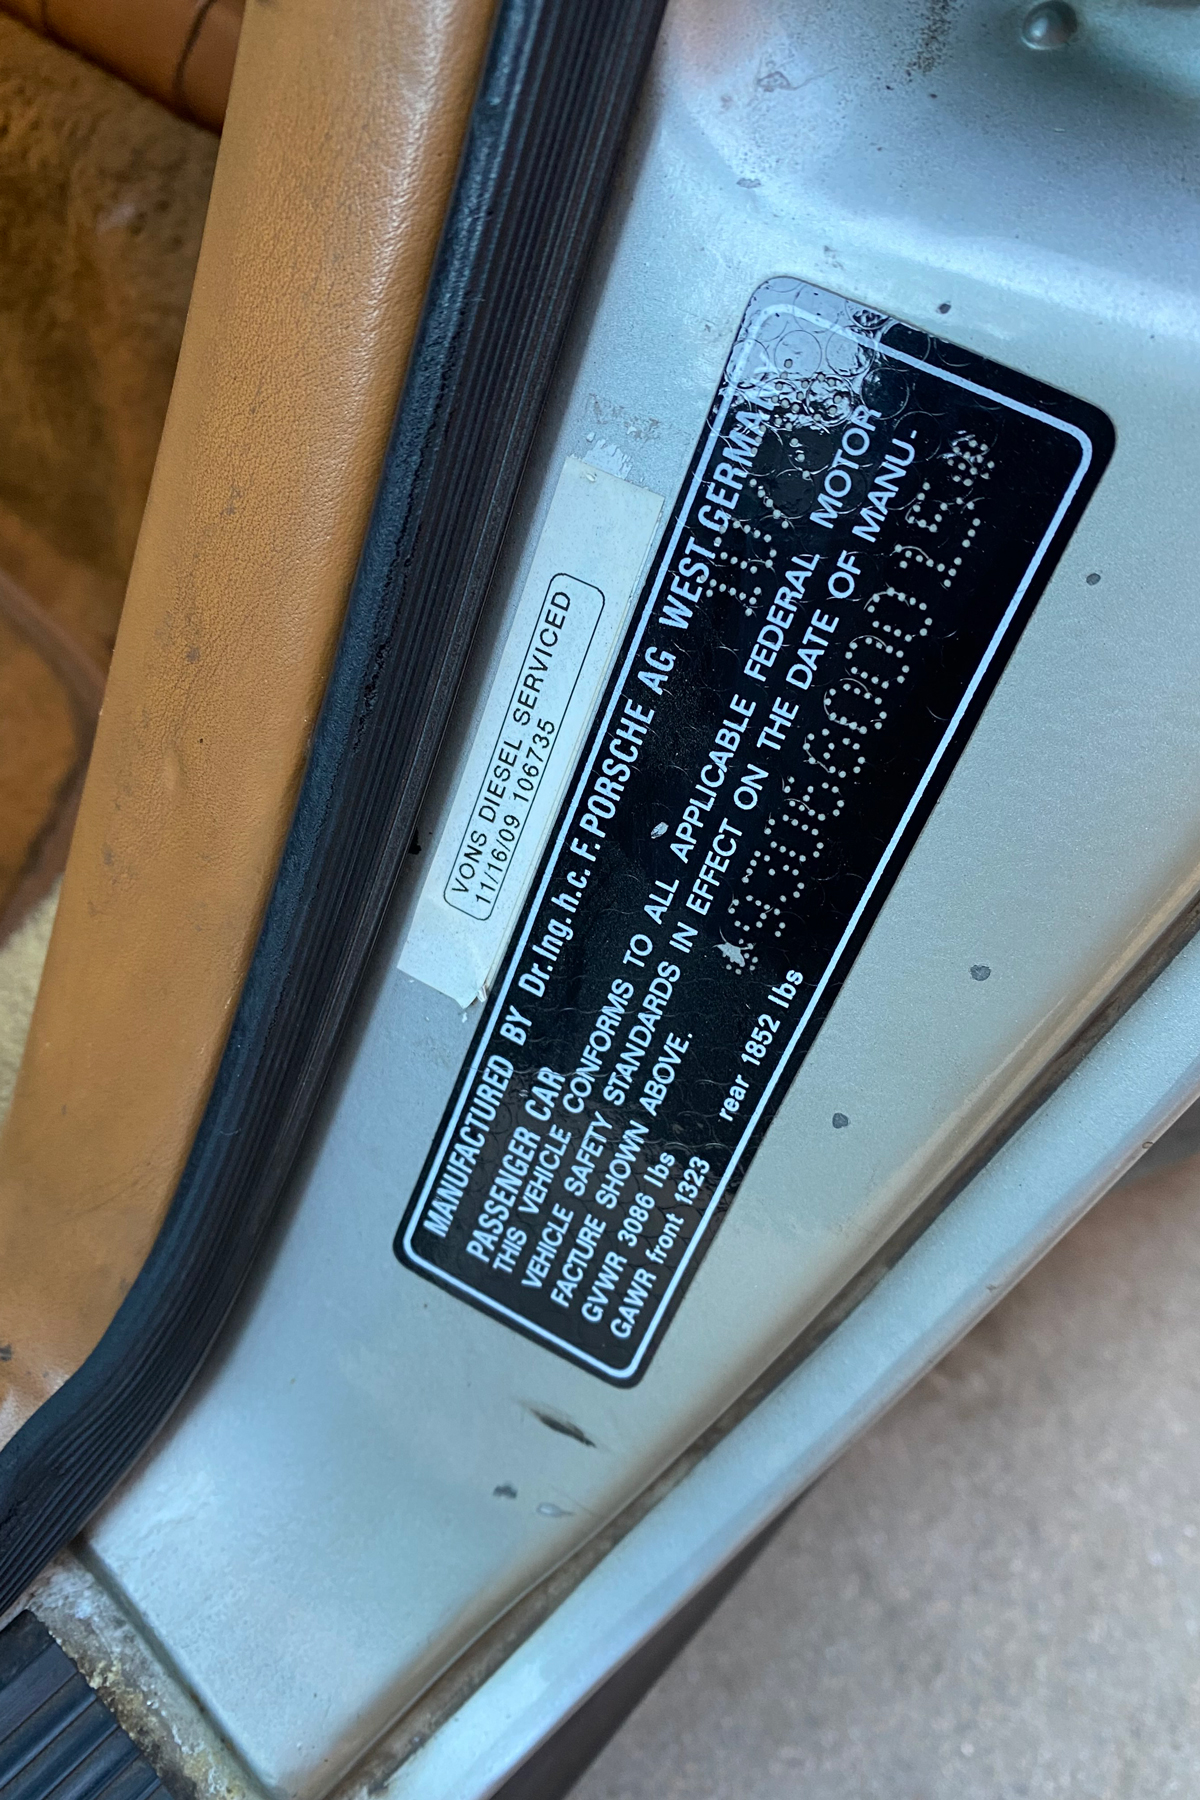 VONS DIESEL SERVICED
11/16/09 106735
MANUFACTURED BY Dr. Ing. h.c. F. PORSCHE AG WEST GERMANY
PASSENGER CAR
THIS VEHICLE CONFORMS TO ALL APPLICABLE FEDERAL MOTOR
VEHICLE SAFETY STANDARDS IN EFFECT ON THE DATE OF MANU-
FACTURE SHOWN ABOVE.
GVWR 3086 lbs
*9306800015*
GAWR front 1323 rear 1852 lbs